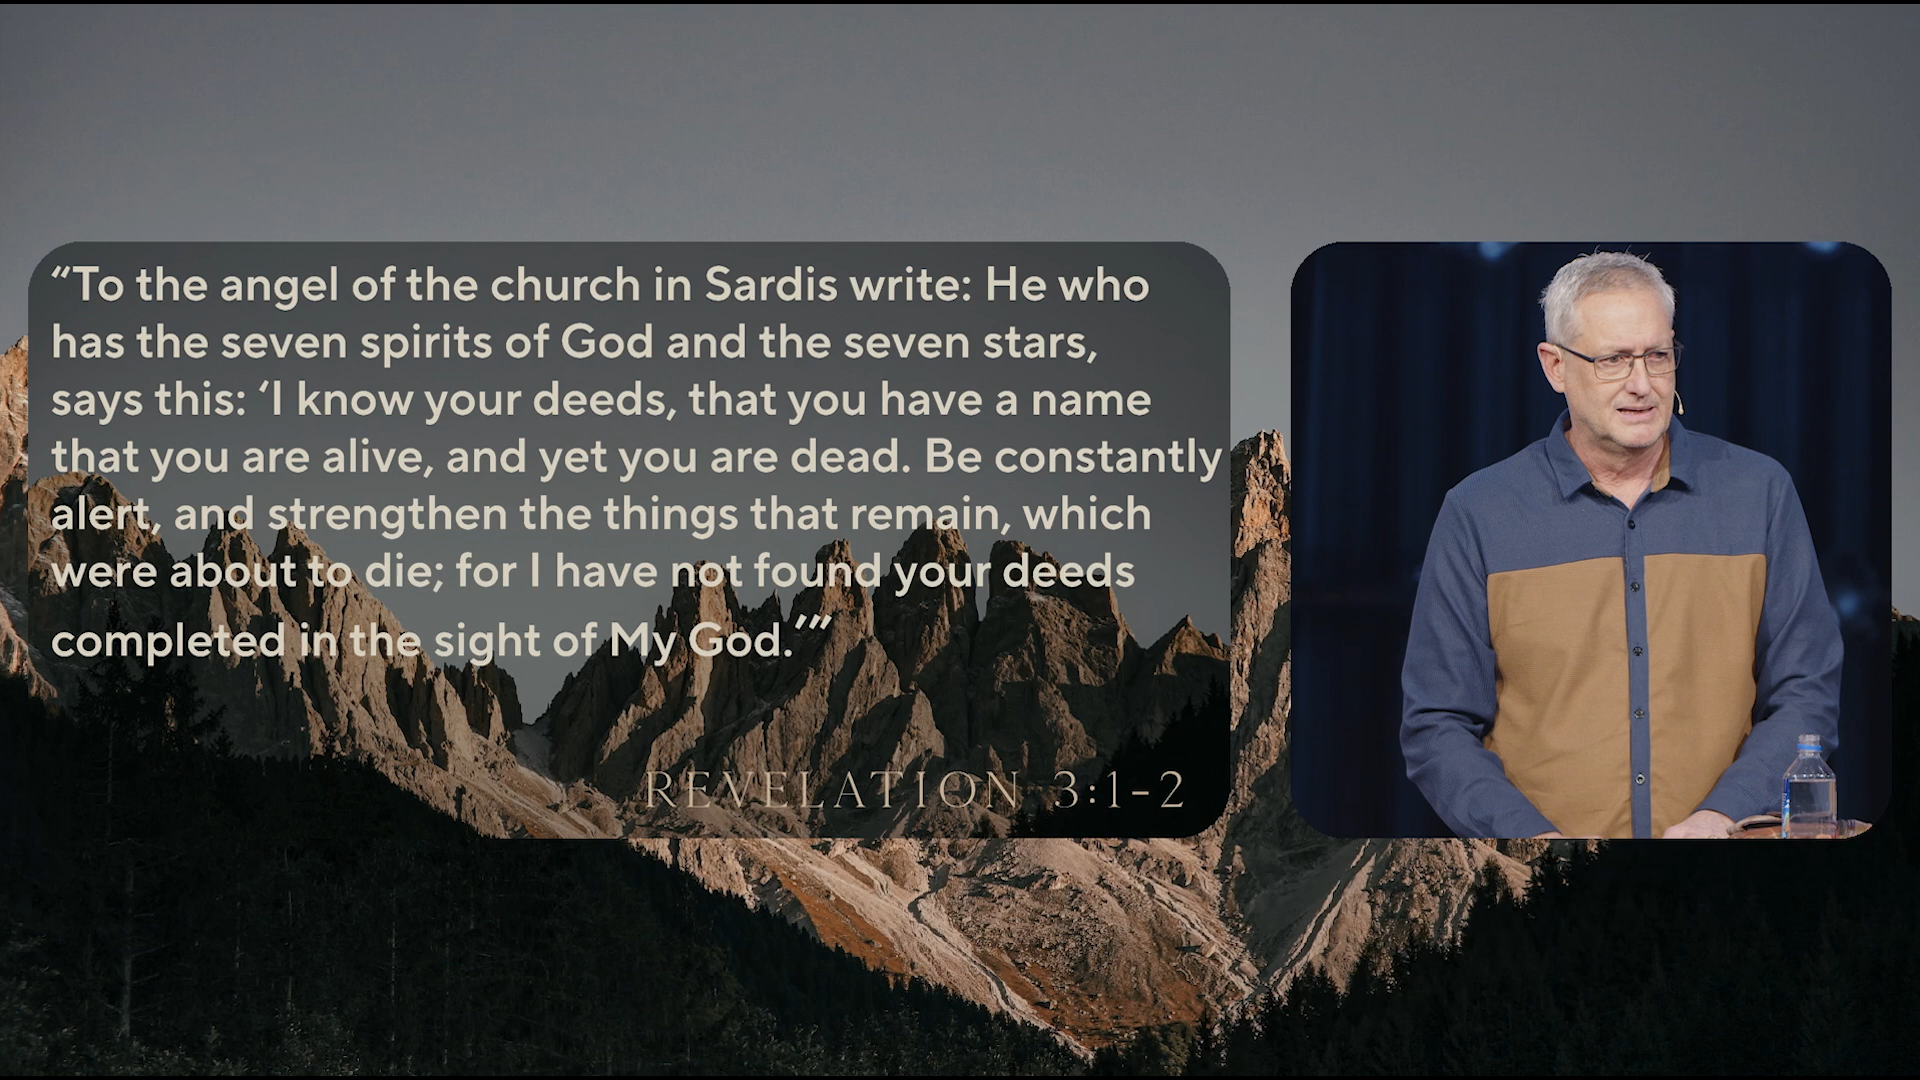 “To the angel of the church in Sardis write: He who
has the seven spirits of God and the seven stars,
says this: ‘I know your deeds, that you have a name
that you are alive, and yet you are dead. Be constantly
alert, and strengthen the things that remain, which
were about to die; for I have not found your deeds
completed in the sight of My God.’”
REVELATION 3:1-2